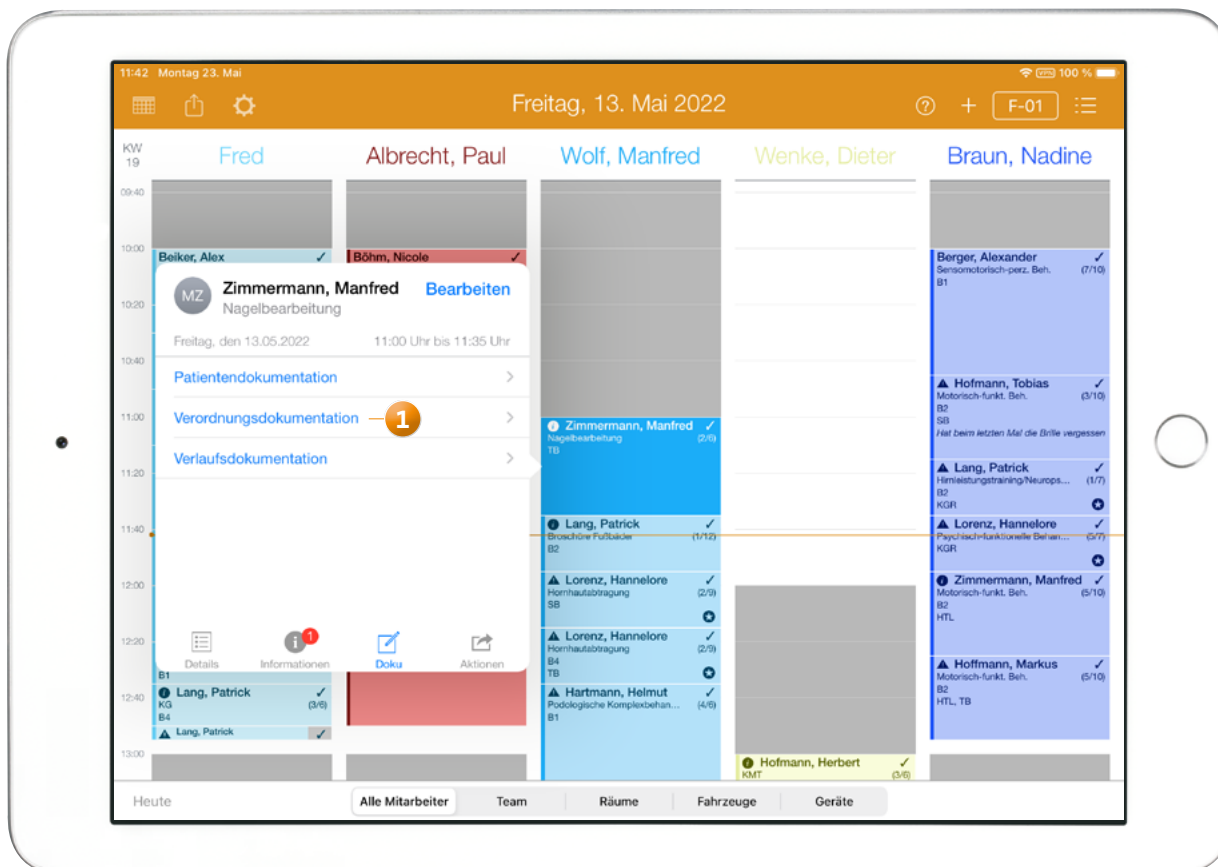 11:42 Montag 23. Mai
VPN 100 %
Freitag, 13. Mai 2022
? + F-01
KW
19
Fred
Albrecht, Paul
Wolf, Manfred
Wenke, Dieter
Braun, Nadine
09:40
10:00
10:20
10:40
11:00
11:20
11:40
12:00
12:20
12:40
13:00
Beiker, Alex ✓
Böhm, Nicole ✓
MZ
Zimmermann, Manfred
Bearbeiten
Nagelbearbeitung
Freitag, den 13.05.2022
11:00 Uhr bis 11:35 Uhr
Patientendokumentation
Verordnungsdokumentation
1
Verlaufsdokumentation
Details
Informationen
1
Doku
Aktionen
B1
Lang, Patrick ✓
KG (3/6)
B4
Lang, Patrick ✓
Zimmermann, Manfred ✓
Nagelbearbeitung (2/6)
TB
Lang, Patrick ✓
Broschüre Fußbäder (1/12)
B2
Lorenz, Hannelore ✓
Hornhautabtragung (2/9)
SB
Lorenz, Hannelore ✓
Hornhautabtragung (2/9)
B4
TB
Hartmann, Helmut ✓
Podologische Komplexbehan... (4/6)
B1
Hofmann, Herbert ✓
KMT (3/6)
Berger, Alexander ✓
Sensomotorisch-perz. Beh. (7/10)
B1
Hofmann, Tobias ✓
Motorisch-funkt. Beh. (3/10)
B2
SB
Hat beim letzten Mal die Brille vergessen
Lang, Patrick ✓
Hirnleistungstraining/Neurops... (1/7)
B2
KGR
Lorenz, Hannelore ✓
Psychisch-funktionelle Behan... (5/7)
KGR
Zimmermann, Manfred ✓
Motorisch-funkt. Beh. (5/10)
B2
HTL
Hoffmann, Markus ✓
Motorisch-funkt. Beh. (5/10)
B2
HTL, TB
Heute
Alle Mitarbeiter
Team
Räume
Fahrzeuge
Geräte